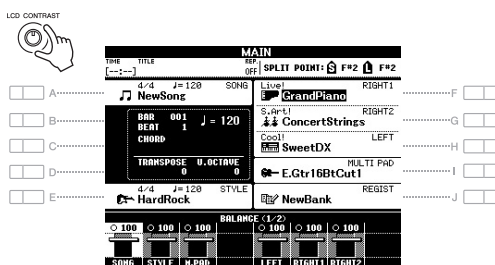 LCD CONTRAST
MAIN
TIME TITLE REP.
[--:--] OFF SPLIT POINT: S F#2 L F#2
4/4 ♩=120 SONG
NewSong
Live! RIGHT1
GrandPiano
A F
BAR 001 ♩=120
BEAT 1
CHORD
S.Art! RIGHT2
ConcertStrings
B G
Cool! LEFT
SweetDX
C H
TRANSPOSE U.OCTAVE
0 0
MULTI PAD
E.Gtr16BtCut1
D I
4/4 ♩=120 STYLE
HardRock
REGIST
NewBank
E J
BALANCE (1/2)
100 100 100 100 100 100
SONG STYLE M.PAD LEFT RIGHT1 RIGHT2